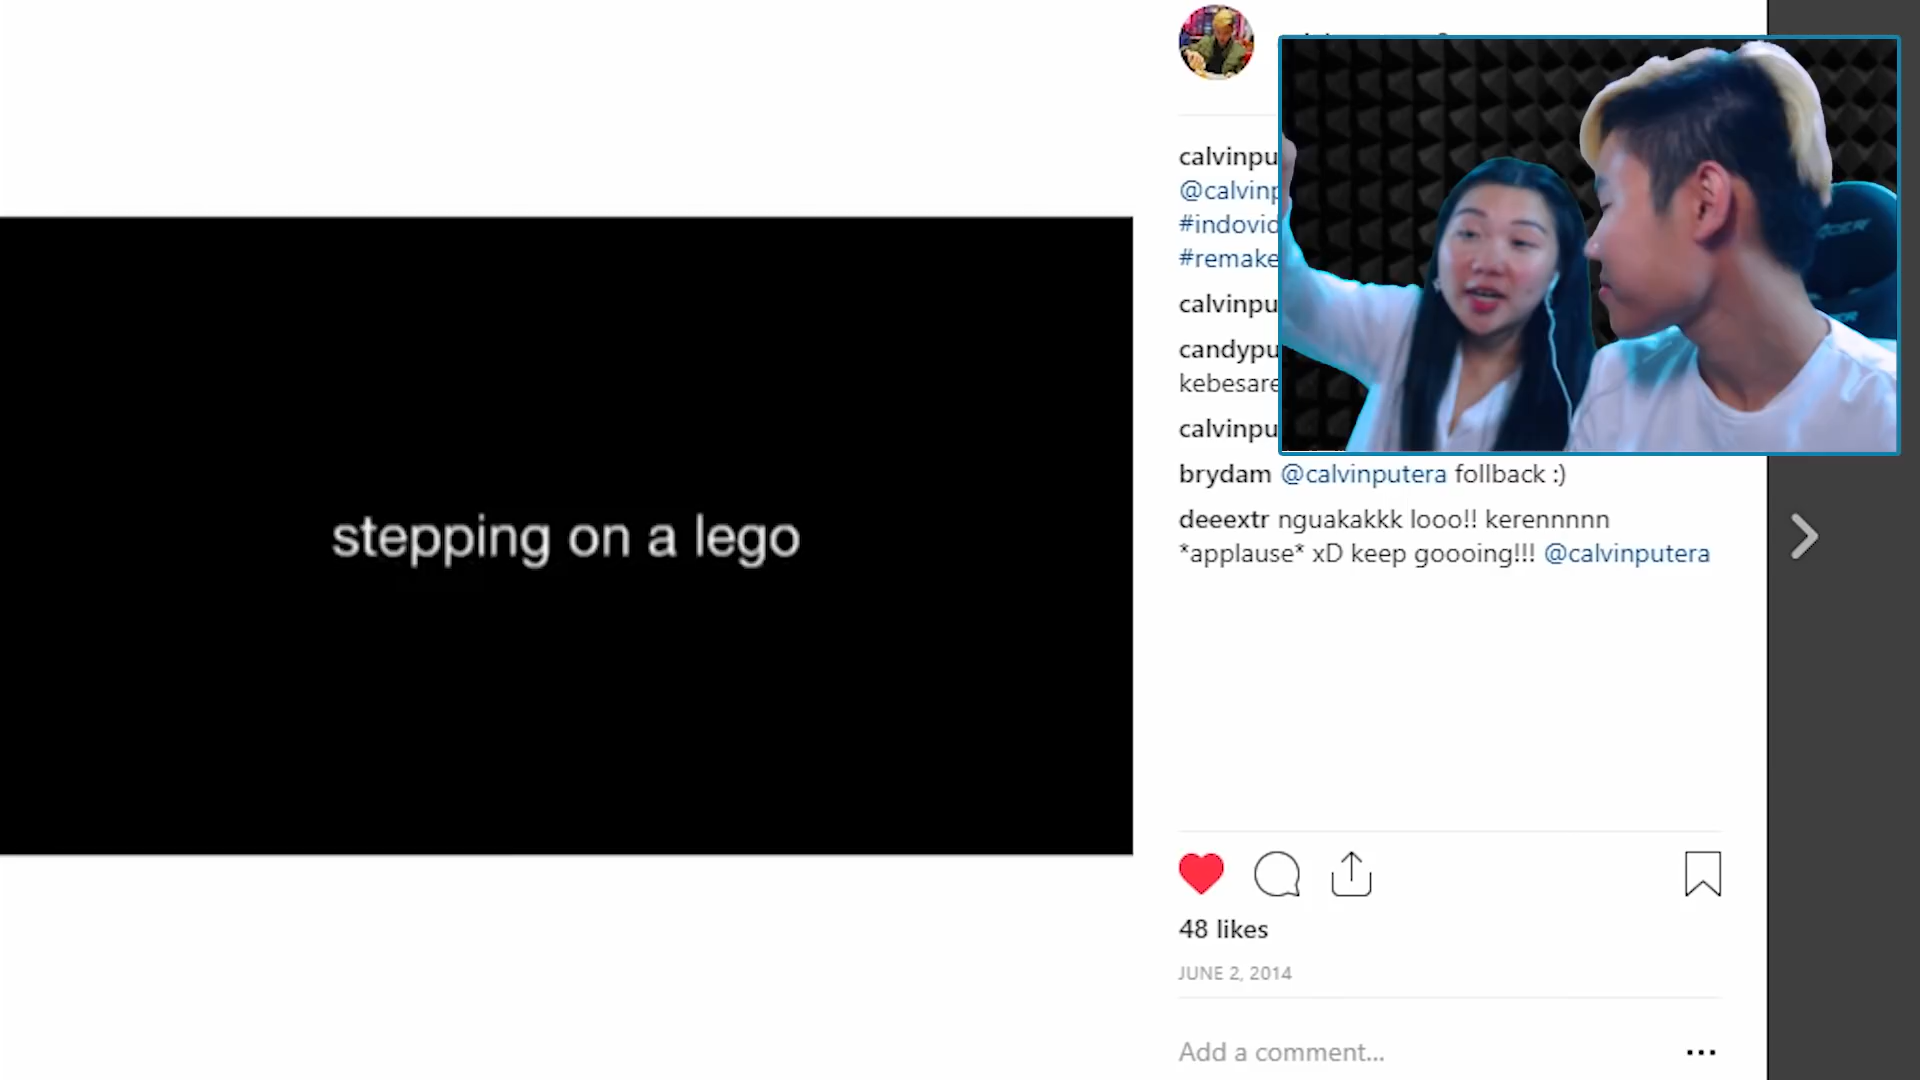 stepping on a lego
calvinpu
@calvinp
#indovid
#remake
calvinpu
candypu
kebesare
calvinpu
brydam @calvinputera follback :)
deeextr nguakakkk looo!! kerennnnn
*applause* xD keep goooing!!! @calvinputera
48 likes
JUNE 2, 2014
Add a comment...